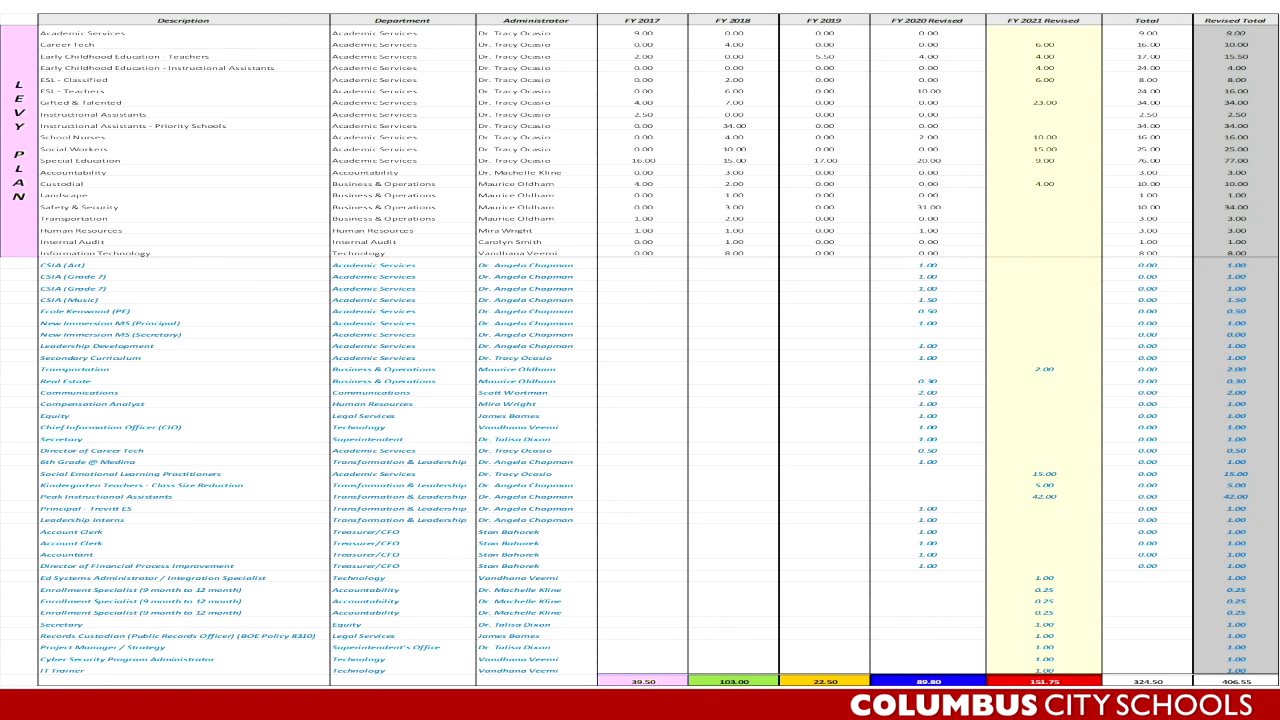 Description Department Administrator FY 2017 FY 2018 FY 2019 FY 2020 Revised FY 2021 Revised Total Revised Total
LEVY PLAN
Academic Services Academic Services Dr. Tracy Ocasio 9.00 0.00 0.00 0.00 9.00 9.00
Career Tech Academic Services Dr. Tracy Ocasio 0.00 4.00 0.00 0.00 6.00 16.00 10.00
Early Childhood Education - Teachers Academic Services Dr. Tracy Ocasio 2.00 0.00 5.50 4.00 4.00 17.00 15.50
Early Childhood Education - Instructional Assistants Academic Services Dr. Tracy Ocasio 0.00 0.00 0.00 0.00 4.00 24.00 4.00
ESL - Classified Academic Services Dr. Tracy Ocasio 0.00 2.00 0.00 0.00 6.00 8.00 8.00
ESL - Teachers Academic Services Dr. Tracy Ocasio 0.00 6.00 0.00 10.00 24.00 16.00
Gifted & Talented Academic Services Dr. Tracy Ocasio 4.00 7.00 0.00 0.00 23.00 34.00 34.00
Instructional Assistants Academic Services Dr. Tracy Ocasio 2.50 0.00 0.00 0.00 2.50 2.50
Instructional Assistants - Priority Schools Academic Services Dr. Tracy Ocasio 0.00 34.00 0.00 0.00 34.00 34.00
School Nurses Academic Services Dr. Tracy Ocasio 0.00 4.00 0.00 2.00 10.00 16.00 16.00
Social Workers Academic Services Dr. Tracy Ocasio 0.00 10.00 0.00 0.00 15.00 25.00 25.00
Special Education Academic Services Dr. Tracy Ocasio 16.00 15.00 17.00 20.00 9.00 76.00 77.00
Accountability Accountability Dr. Machelle Kline 0.00 3.00 0.00 0.00 3.00 3.00
Custodial Business & Operations Maurice Oldham 4.00 2.00 0.00 0.00 4.00 10.00 10.00
Landscape Business & Operations Maurice Oldham 0.00 1.00 0.00 0.00 1.00 1.00
Safety & Security Business & Operations Maurice Oldham 0.00 3.00 0.00 31.00 10.00 34.00
Transportation Business & Operations Maurice Oldham 1.00 2.00 0.00 0.00 3.00 3.00
Human Resources Human Resources Mira Wright 1.00 1.00 0.00 1.00 3.00 3.00
Internal Audit Internal Audit Carolyn Smith 0.00 1.00 0.00 0.00 1.00 1.00
Information Technology Technology Vandhana Veerni 0.00 8.00 0.00 0.00 8.00 8.00
CSIA (Art) Academic Services Dr. Angela Chapman 1.00 0.00 1.00
CSIA (Grade 7) Academic Services Dr. Angela Chapman 1.00 0.00 1.00
CSIA (Grade 7) Academic Services Dr. Angela Chapman 1.00 0.00 1.00
CSIA (Music) Academic Services Dr. Angela Chapman 1.50 0.00 1.50
Ecole Kenwood (PE) Academic Services Dr. Angela Chapman 0.50 0.00 0.50
New Immersion MS (Principal) Academic Services Dr. Angela Chapman 1.00 0.00 1.00
New Immersion MS (Secretary) Academic Services Dr. Angela Chapman 0.00 0.00
Leadership Development Academic Services Dr. Angela Chapman 1.00 0.00 1.00
Secondary Curriculum Academic Services Dr. Tracy Ocasio 1.00 0.00 1.00
Transportation Business & Operations Maurice Oldham 2.00 0.00 2.00
Real Estate Business & Operations Maurice Oldham 0.30 0.00 0.30
Communications Communications Scott Wortman 2.00 0.00 2.00
Compensation Analyst Human Resources Mira Wright 1.00 0.00 1.00
Equity Legal Services James Barnes 1.00 0.00 1.00
Chief Information Officer (CIO) Technology Vandhana Veerni 1.00 0.00 1.00
Secretary Superintendent Dr. Talisa Dixon 1.00 0.00 1.00
Director of Career Tech Academic Services Dr. Tracy Ocasio 0.50 0.00 0.50
6th Grade @ Medina Transformation & Leadership Dr. Angela Chapman 1.00 0.00 1.00
Social Emotional Learning Practitioners Academic Services Dr. Tracy Ocasio 15.00 0.00 15.00
Kindergarten Teachers - Class Size Reduction Transformation & Leadership Dr. Angela Chapman 5.00 0.00 5.00
Peak Instructional Assistants Transformation & Leadership Dr. Angela Chapman 42.00 0.00 42.00
Principal - Trevitt ES Transformation & Leadership Dr. Angela Chapman 1.00 0.00 1.00
Leadership Interns Transformation & Leadership Dr. Angela Chapman 1.00 0.00 1.00
Account Clerk Treasurer/CFO Stan Bahorek 1.00 0.00 1.00
Account Clerk Treasurer/CFO Stan Bahorek 1.00 0.00 1.00
Accountant Treasurer/CFO Stan Bahorek 1.00 0.00 1.00
Director of Financial Process Improvement Treasurer/CFO Stan Bahorek 1.00 0.00 1.00
Ed Systems Administrator / Integration Specialist Technology Vandhana Veerni 1.00 1.00
Enrollment Specialist (9 month to 12 month) Accountability Dr. Machelle Kline 0.25 0.25
Enrollment Specialist (9 month to 12 month) Accountability Dr. Machelle Kline 0.25 0.25
Enrollment Specialist (9 month to 12 month) Accountability Dr. Machelle Kline 0.25 0.25
Secretary Equity Dr. Talisa Dixon 1.00 1.00
Records Custodian (Public Records Officer) (BOE Policy 8310) Legal Services James Barnes 1.00 1.00
Project Manager / Strategy Superintendent's Office Dr. Talisa Dixon 1.00 1.00
Cyber Security Program Administrator Technology Vandhana Veerni 1.00 1.00
IT Trainer Technology Vandhana Veerni 1.00 1.00
39.50 103.00 22.50 89.80 151.75 324.50 406.55
COLUMBUS CITY SCHOOLS